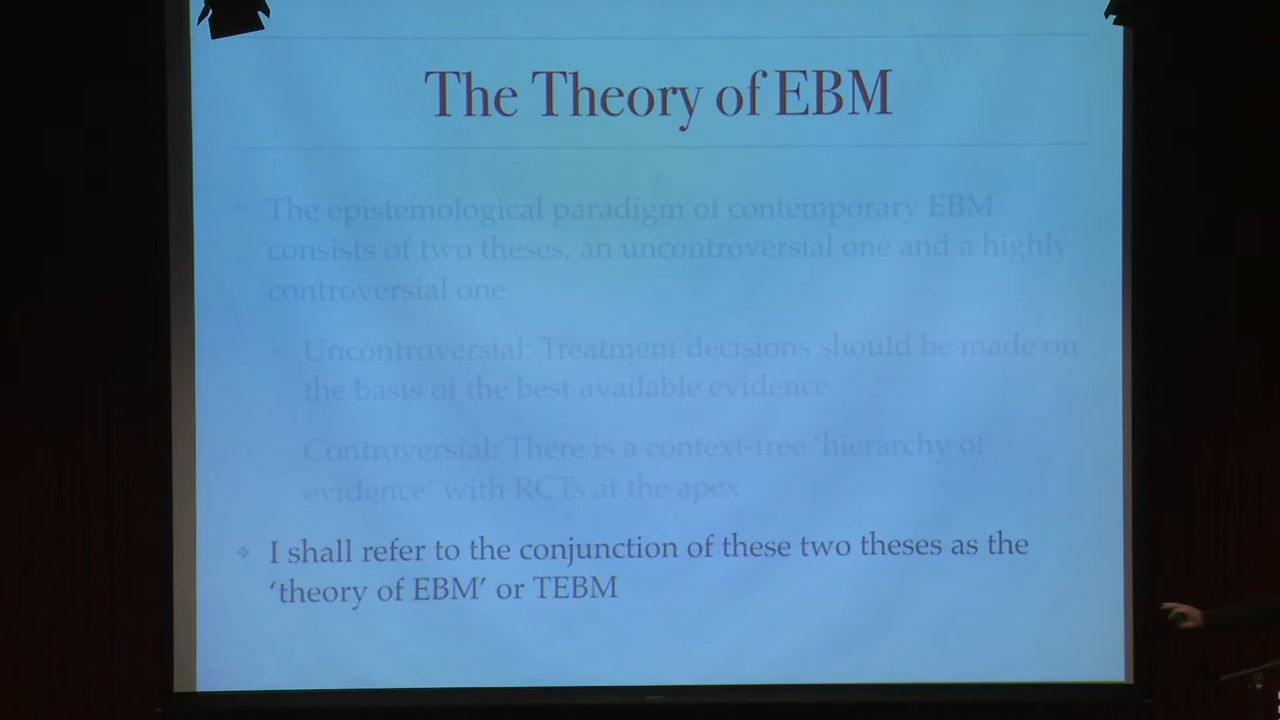 The Theory of EBM
The epistemological paradigm of contemporary EBM
consists of two theses, an uncontroversial one and a highly
controversial one
Uncontroversial: Treatment decisions should be made on
the basis of the best available evidence
Controversial: There is a context-free 'hierarchy of
evidence' with RCTs at the apex
I shall refer to the conjunction of these two theses as the
‘theory of EBM’ or TEBM